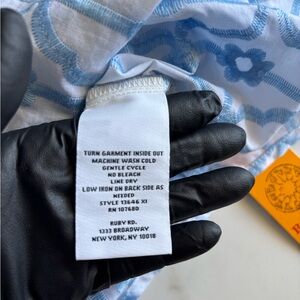 TURN GARMENT INSIDE OUT
MACHINE WASH COLD
GENTLE CYCLE
NO BLEACH
LINE DRY
LOW IRON ON BACK SIDE AS
NEEDED
STYLE 13646 XI
RN 107680
RUBY RD.
1333 BROADWAY
NEW YORK, NY 10018